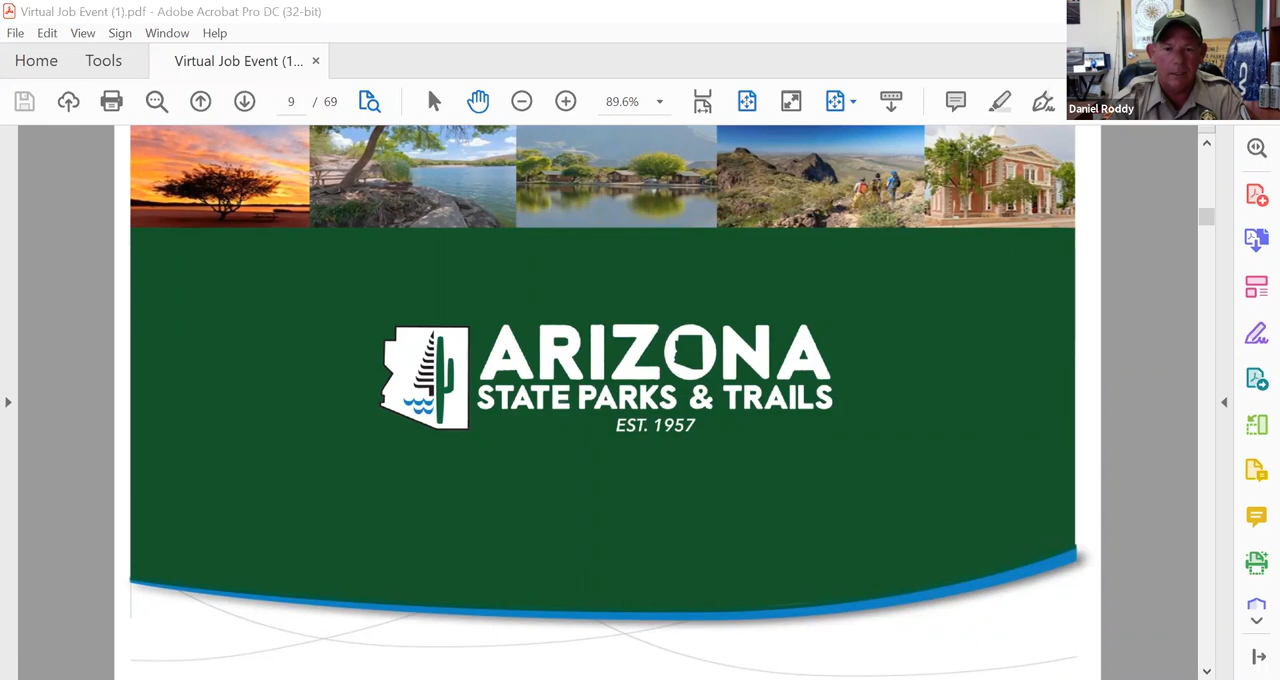 Virtual Job Event (1).pdf - Adobe Acrobat Pro DC (32-bit)
File Edit View Sign Window Help
Home Tools Virtual Job Event (1... ×
9 / 69 89.6%
Daniel Roddy
ARIZONA
STATE PARKS & TRAILS
EST. 1957